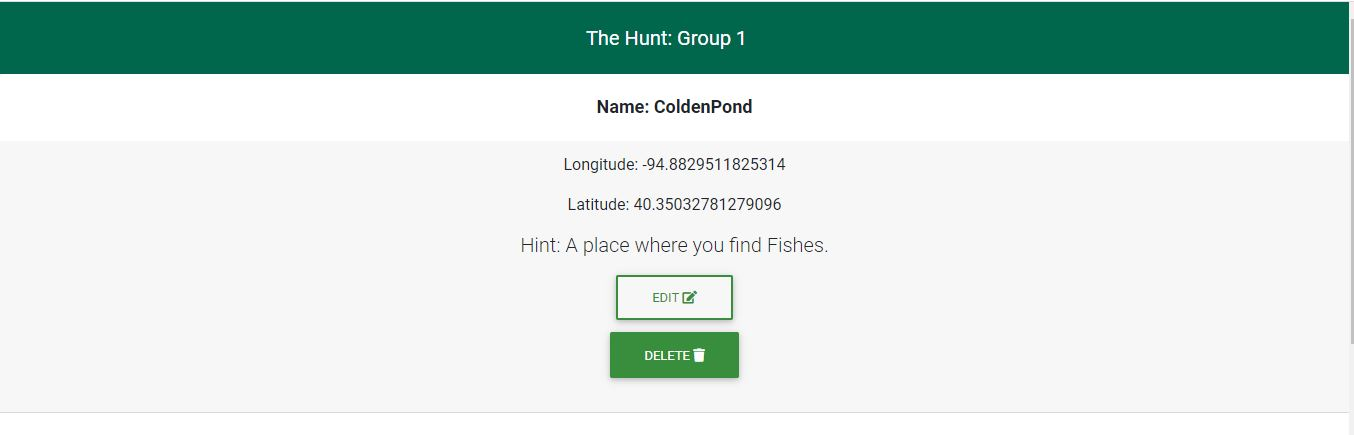 The Hunt: Group 1
Name: ColdenPond
Longitude: -94.8829511825314
Latitude: 40.35032781279096
Hint: A place where you find Fishes.
EDIT
DELETE